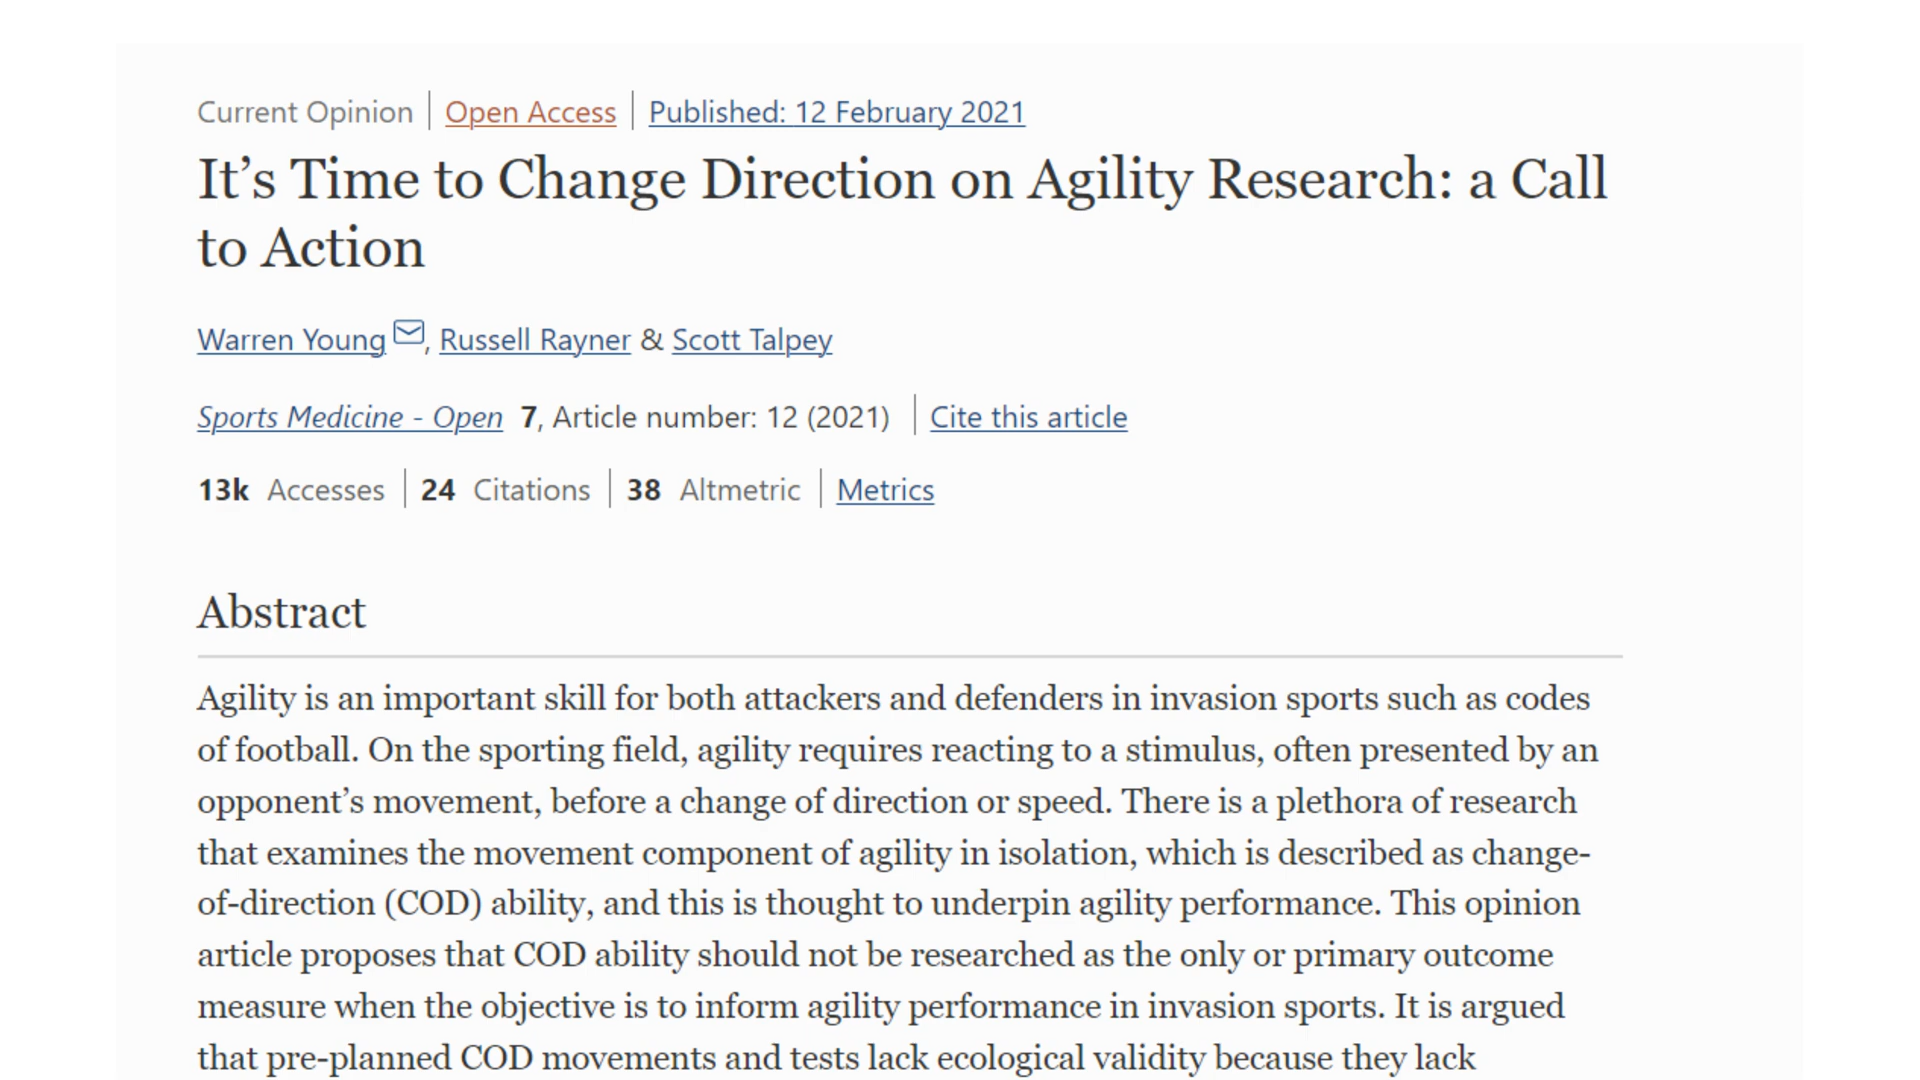 Current Opinion | Open Access | Published: 12 February 2021
It’s Time to Change Direction on Agility Research: a Call
to Action
Warren Young, Russell Rayner & Scott Talpey
Sports Medicine - Open 7, Article number: 12 (2021) | Cite this article
13k Accesses | 24 Citations | 38 Altmetric | Metrics
Abstract
Agility is an important skill for both attackers and defenders in invasion sports such as codes
of football. On the sporting field, agility requires reacting to a stimulus, often presented by an
opponent’s movement, before a change of direction or speed. There is a plethora of research
that examines the movement component of agility in isolation, which is described as change-
of-direction (COD) ability, and this is thought to underpin agility performance. This opinion
article proposes that COD ability should not be researched as the only or primary outcome
measure when the objective is to inform agility performance in invasion sports. It is argued
that pre-planned COD movements and tests lack ecological validity because they lack